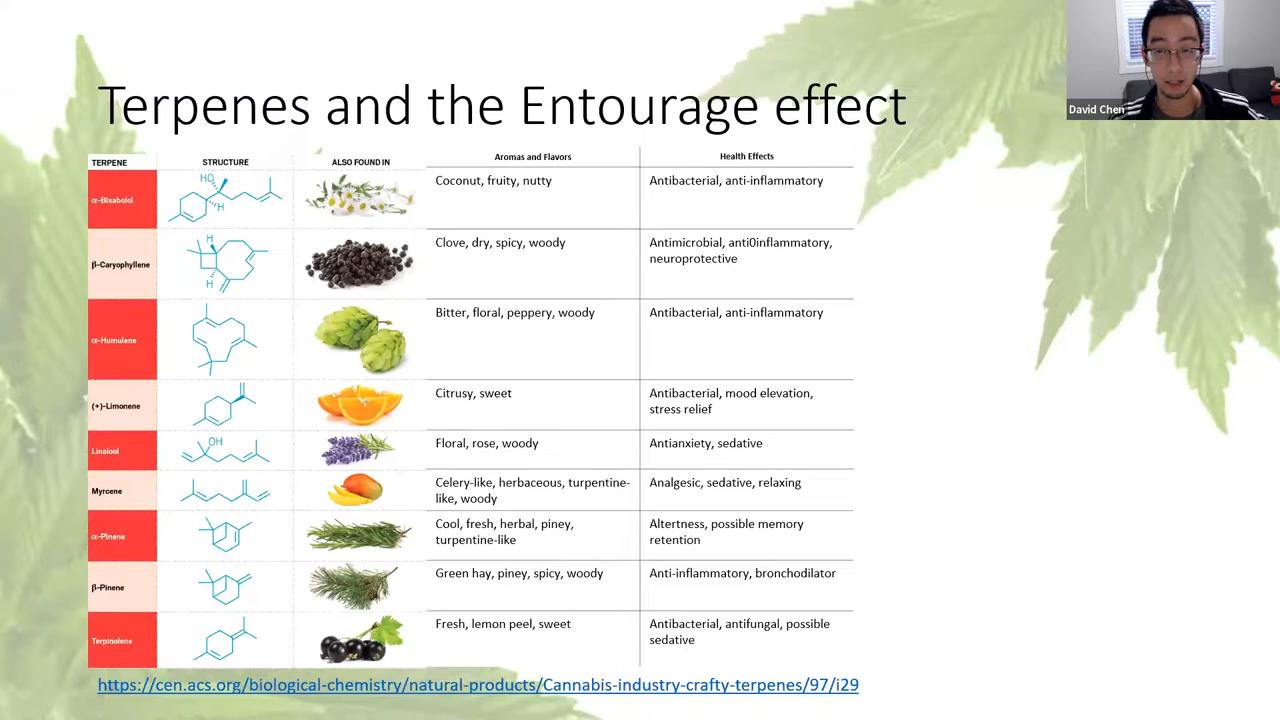 Terpenes and the Entourage effect
David Chen
TERPENE STRUCTURE ALSO FOUND IN Aromas and Flavors Health Effects
α-Bisabolol HO H Coconut, fruity, nutty Antibacterial, anti-inflammatory
β-Caryophyllene H H Clove, dry, spicy, woody Antimicrobial, anti0inflammatory,
neuroprotective
α-Humulene Bitter, floral, peppery, woody Antibacterial, anti-inflammatory
(+)-Limonene Citrusy, sweet Antibacterial, mood elevation,
stress relief
Linalool OH Floral, rose, woody Antianxiety, sedative
Myrcene Celery-like, herbaceous, turpentine- Analgesic, sedative, relaxing
like, woody
α-Pinene Cool, fresh, herbal, piney, Altertness, possible memory
turpentine-like retention
β-Pinene Green hay, piney, spicy, woody Anti-inflammatory, bronchodilator
Terpinolene Fresh, lemon peel, sweet Antibacterial, antifungal, possible
sedative
https://cen.acs.org/biological-chemistry/natural-products/Cannabis-industry-crafty-terpenes/97/i29